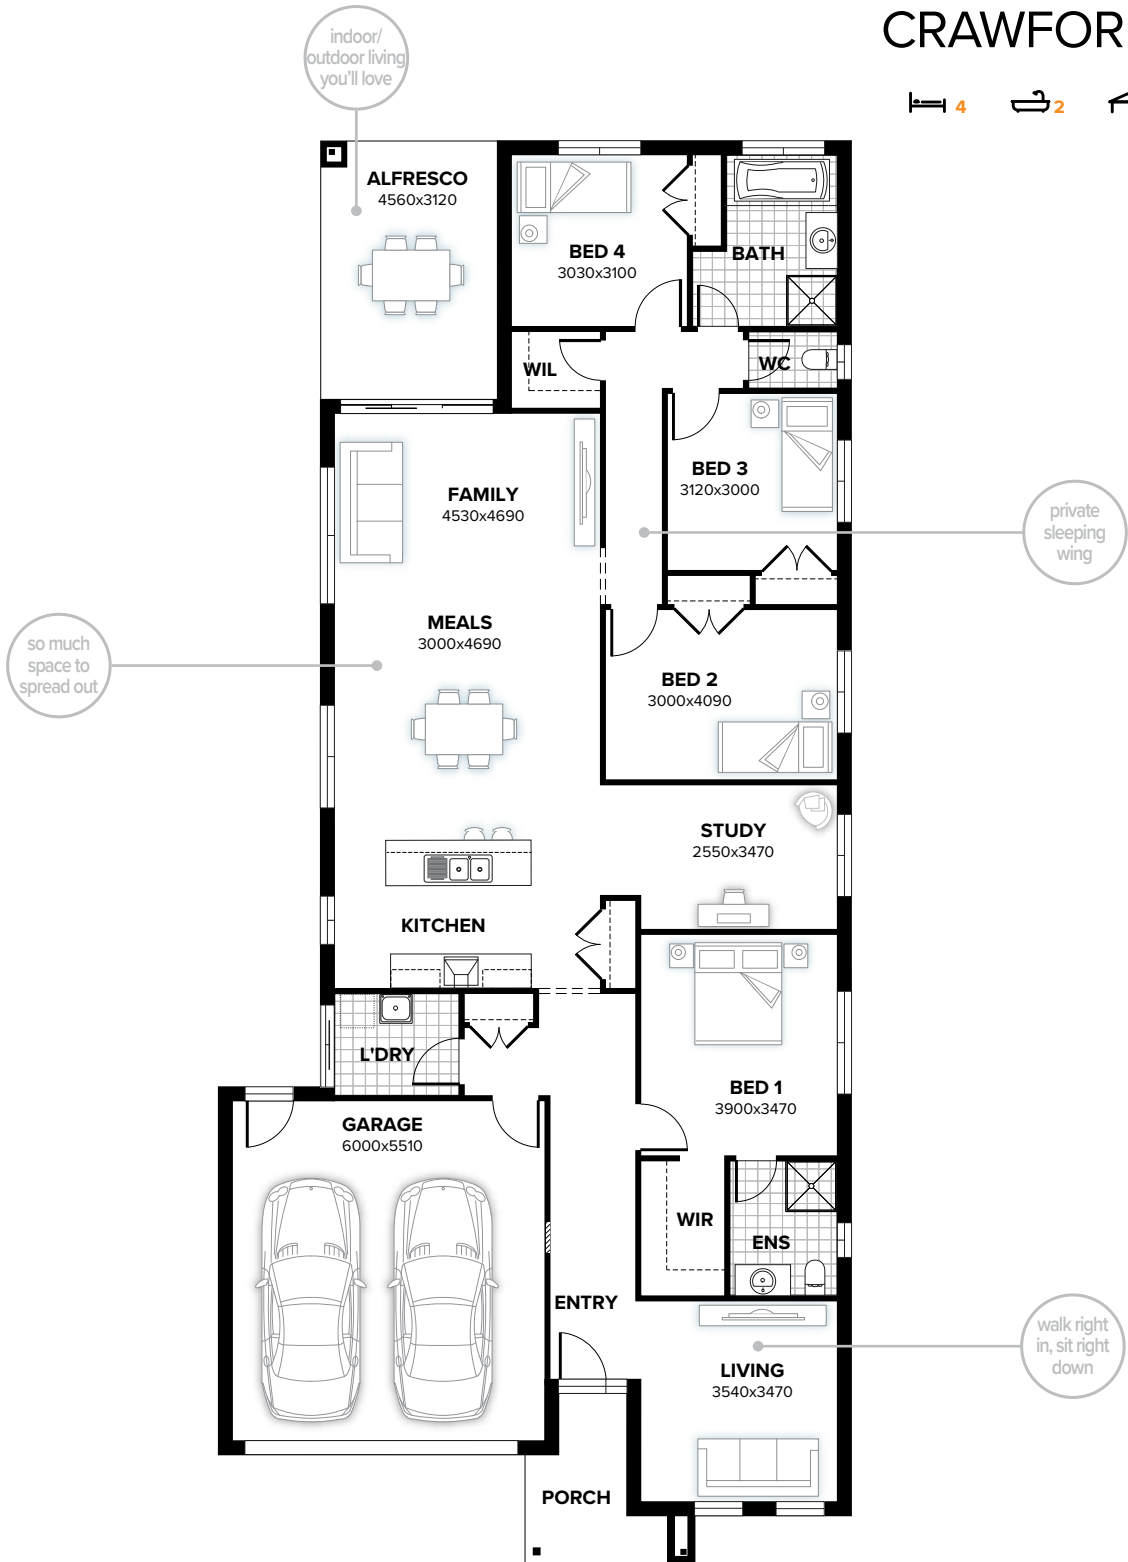 CRAWFOR
4
2
indoor/
outdoor living
you'll love
ALFRESCO
4560x3120
BED 4
3030x3100
BATH
WIL
WC
BED 3
3120x3000
FAMILY
4530x4690
private
sleeping
wing
MEALS
3000x4690
so much
space to
spread out
BED 2
3000x4090
STUDY
2550x3470
KITCHEN
L'DRY
BED 1
3900x3470
GARAGE
6000x5510
WIR
ENS
ENTRY
walk right
in, sit right
down
LIVING
3540x3470
PORCH